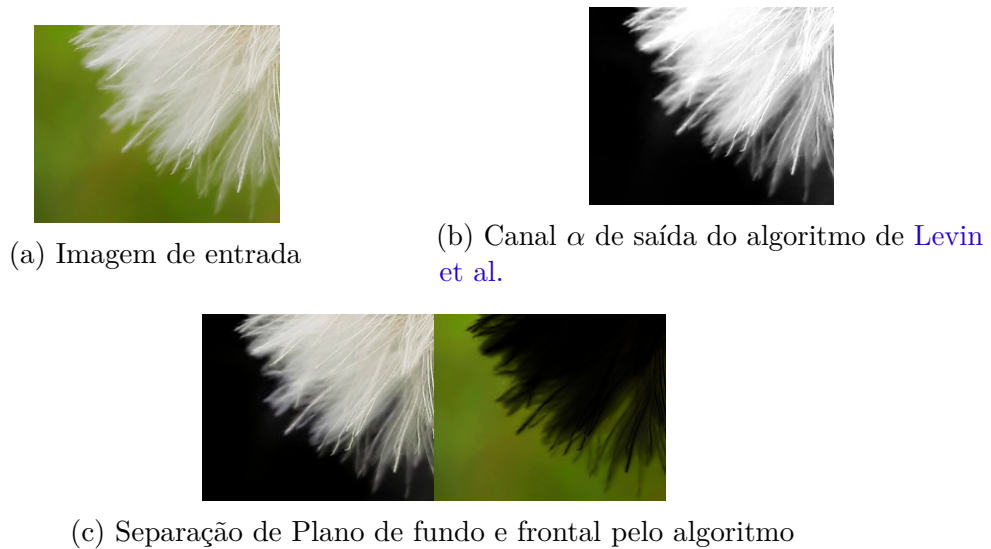 (a) Imagem de entrada
(b) Canal α de saída do algoritmo de Levin
et al.
(c) Separação de Plano de fundo e frontal pelo algoritmo